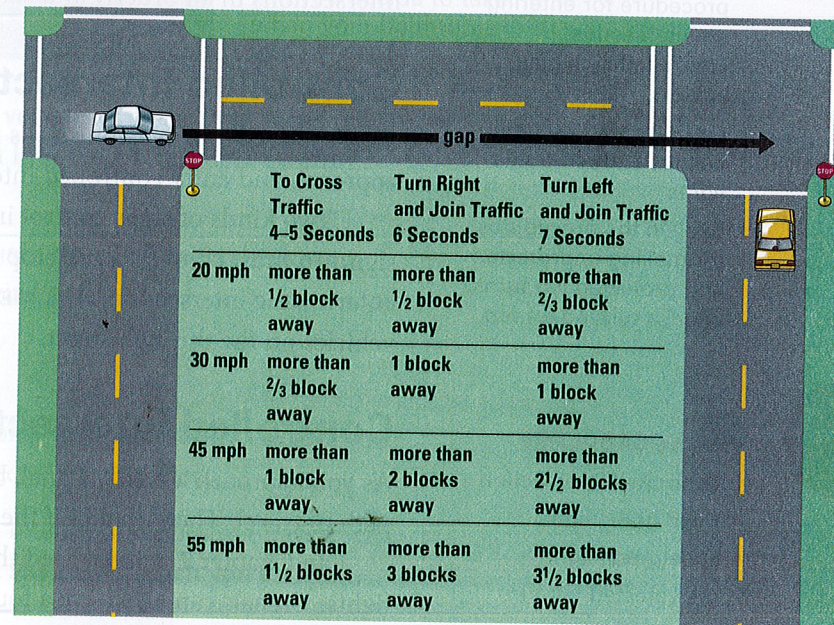 procedure for entering
gap
STOP
STOP
To Cross Traffic 4–5 Seconds
Turn Right and Join Traffic 6 Seconds
Turn Left and Join Traffic 7 Seconds
20 mph
more than 1/2 block away
more than 1/2 block away
more than 2/3 block away
30 mph
more than 2/3 block away
1 block away
more than 1 block away
45 mph
more than 1 block away
more than 2 blocks away
more than 2 1/2 blocks away
55 mph
more than 1 1/2 blocks away
more than 3 blocks away
more than 3 1/2 blocks away